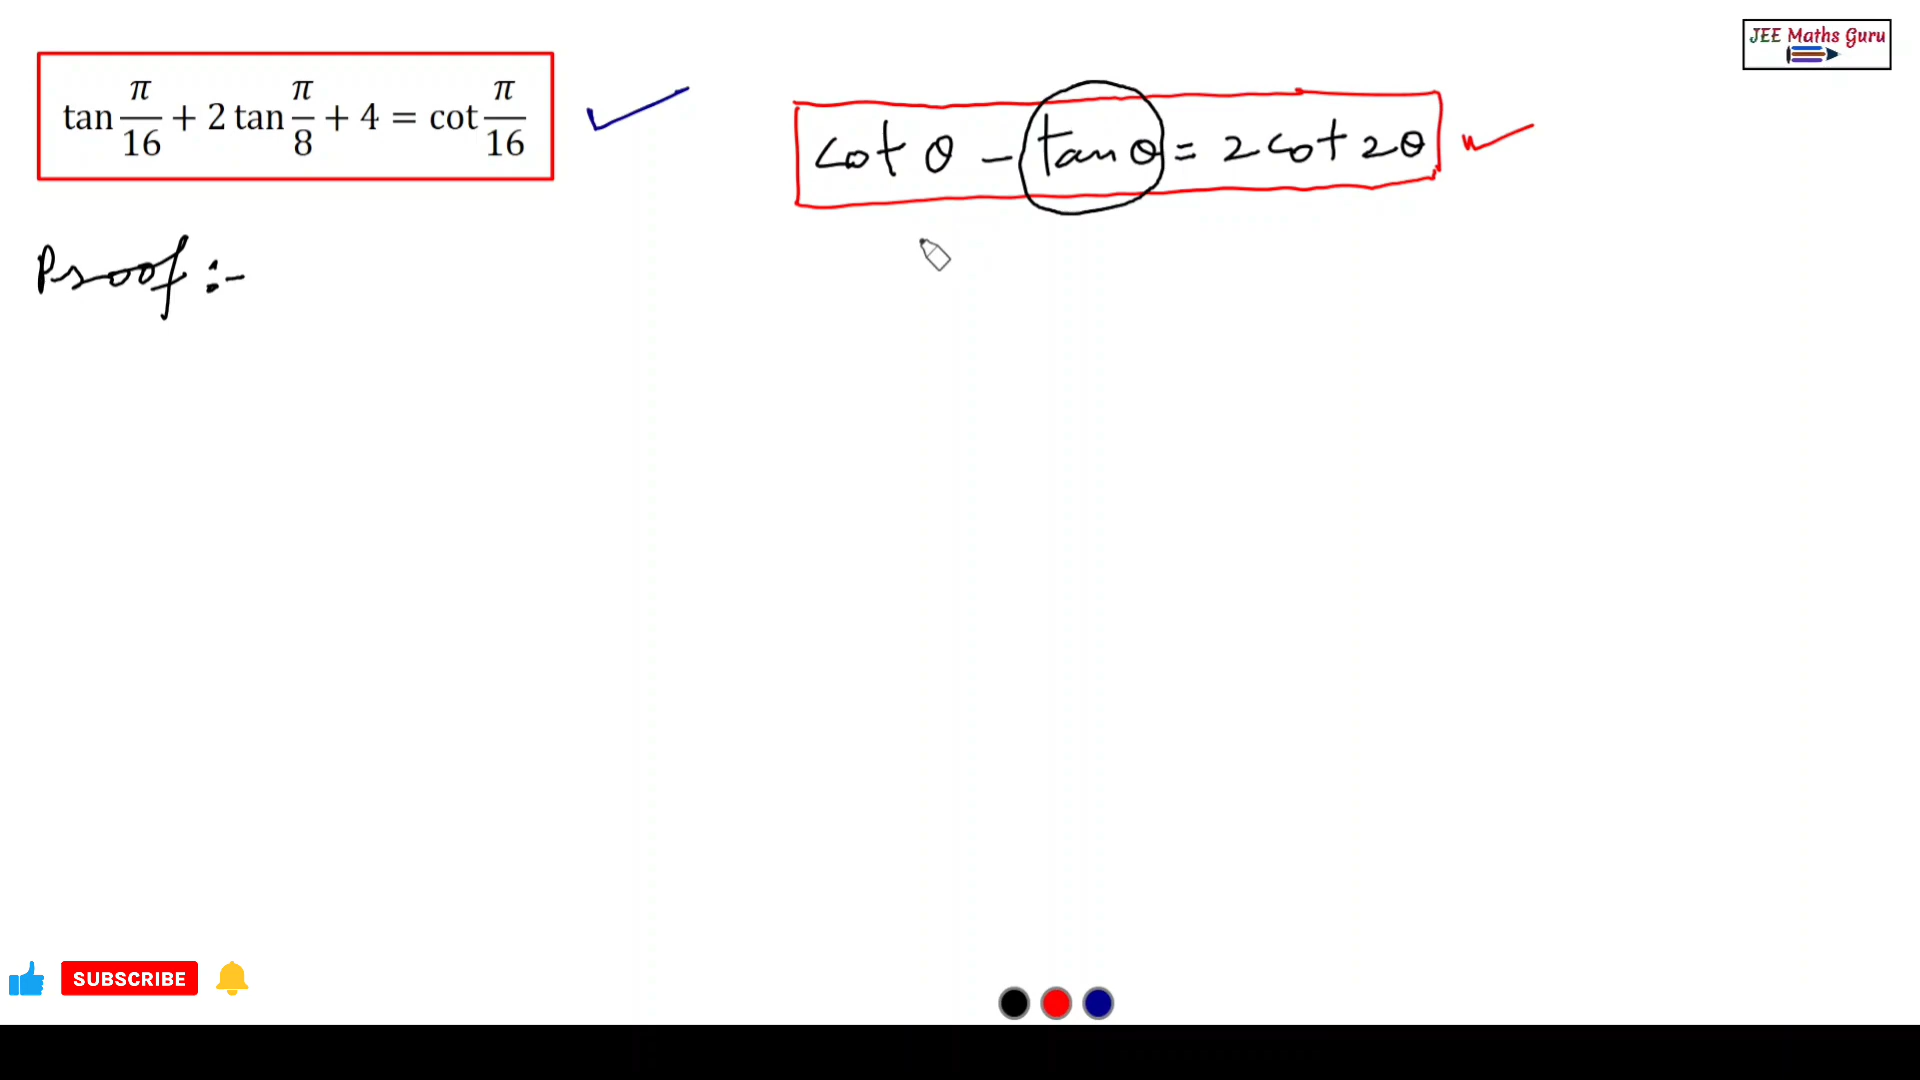 JEE Maths Guru
tan π/16 + 2 tan π/8 + 4 = cot π/16
cot θ − tan θ = 2 cot 2θ
Proof :-
SUBSCRIBE